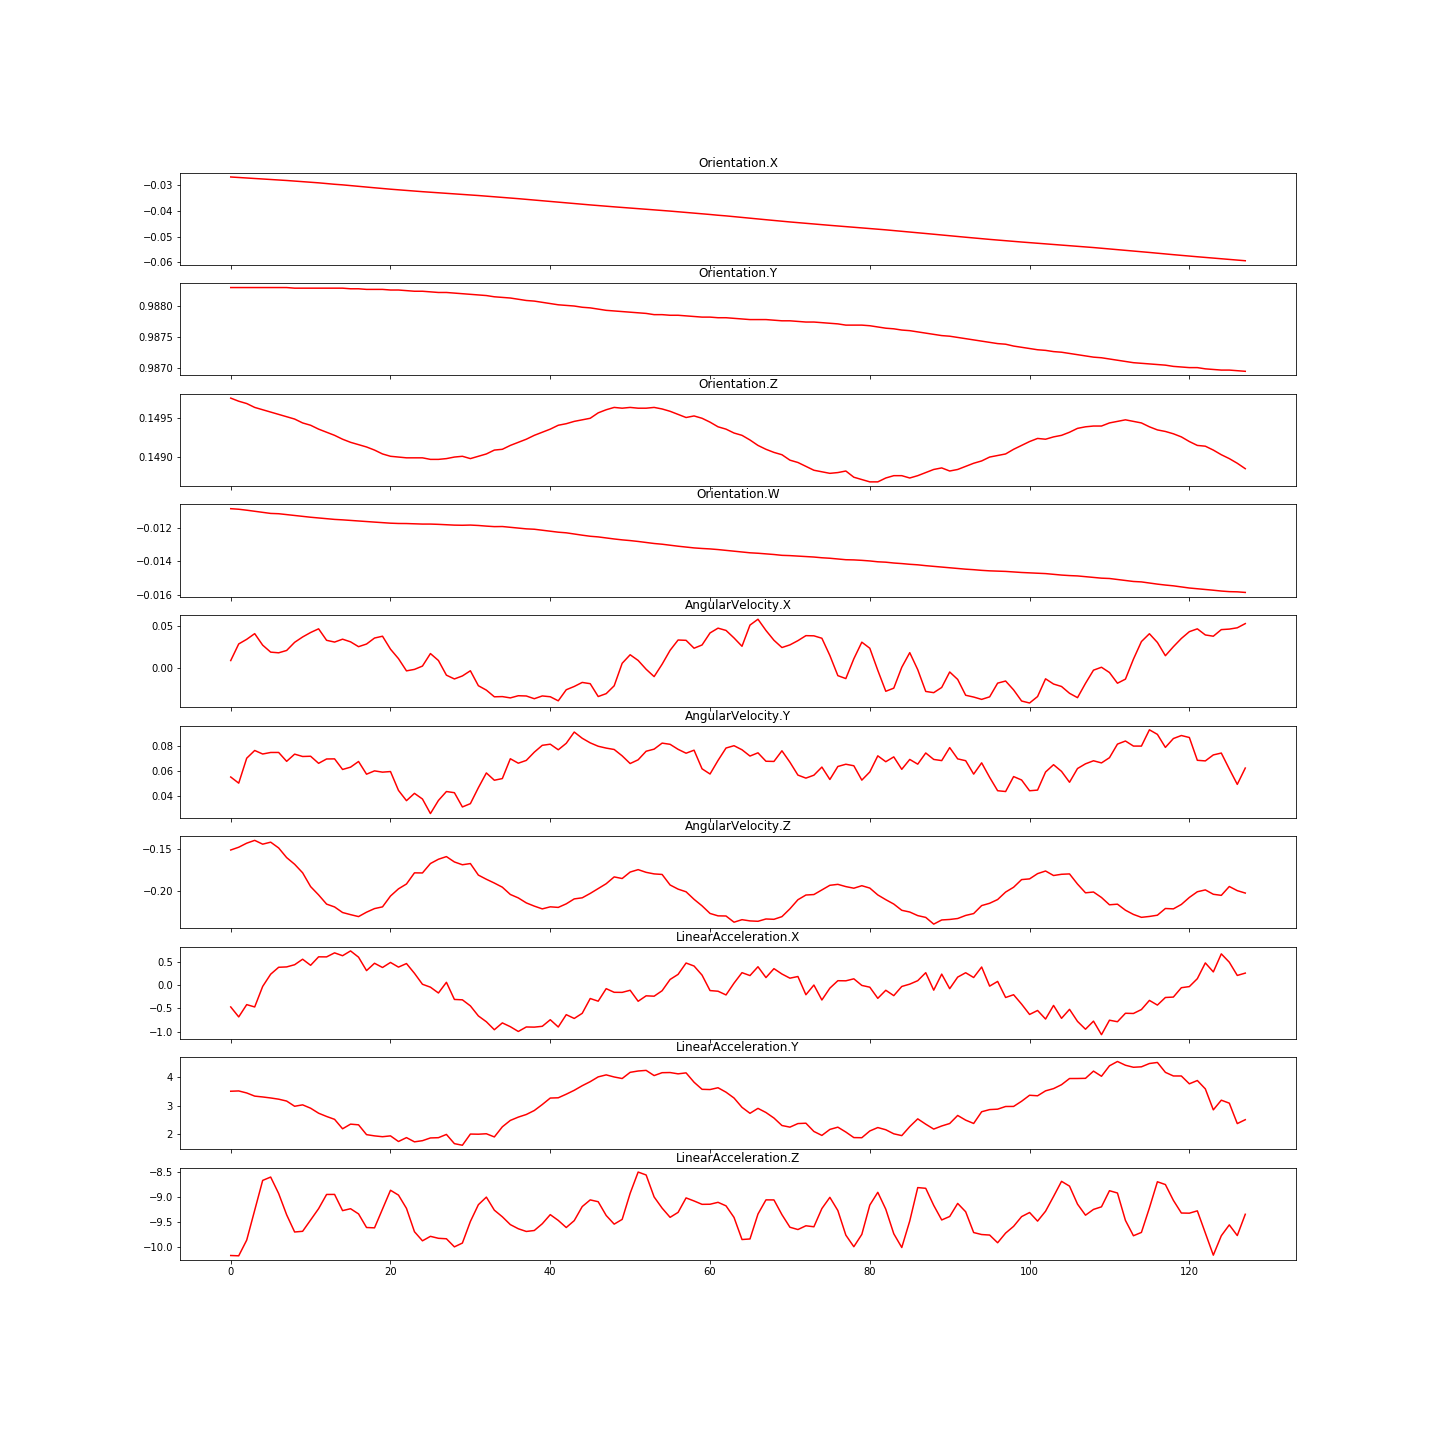 Orientation.X
−0.03
−0.04
−0.05
−0.06
Orientation.Y
0.9880
0.9875
0.9870
Orientation.Z
0.1495
0.1490
Orientation.W
−0.012
−0.014
−0.016
AngularVelocity.X
0.05
0.00
AngularVelocity.Y
0.08
0.06
0.04
AngularVelocity.Z
−0.15
−0.20
LinearAcceleration.X
0.5
0.0
−0.5
−1.0
LinearAcceleration.Y
4
3
2
LinearAcceleration.Z
−8.5
−9.0
−9.5
−10.0
0 20 40 60 80 100 120